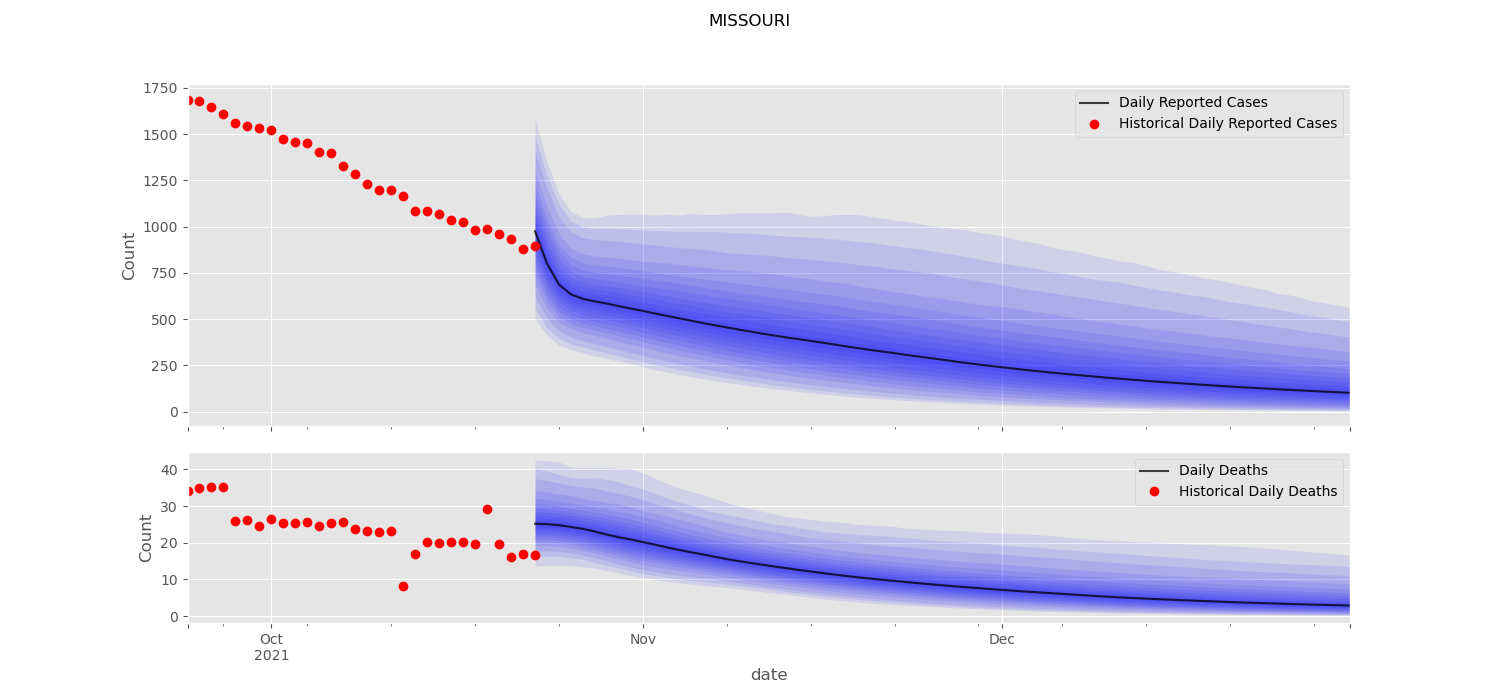 MISSOURI
1750
1500
1250
1000
750
500
250
0
Count
Daily Reported Cases
Historical Daily Reported Cases
40
30
20
10
0
Count
Daily Deaths
Historical Daily Deaths
Oct
2021
Nov
Dec
date